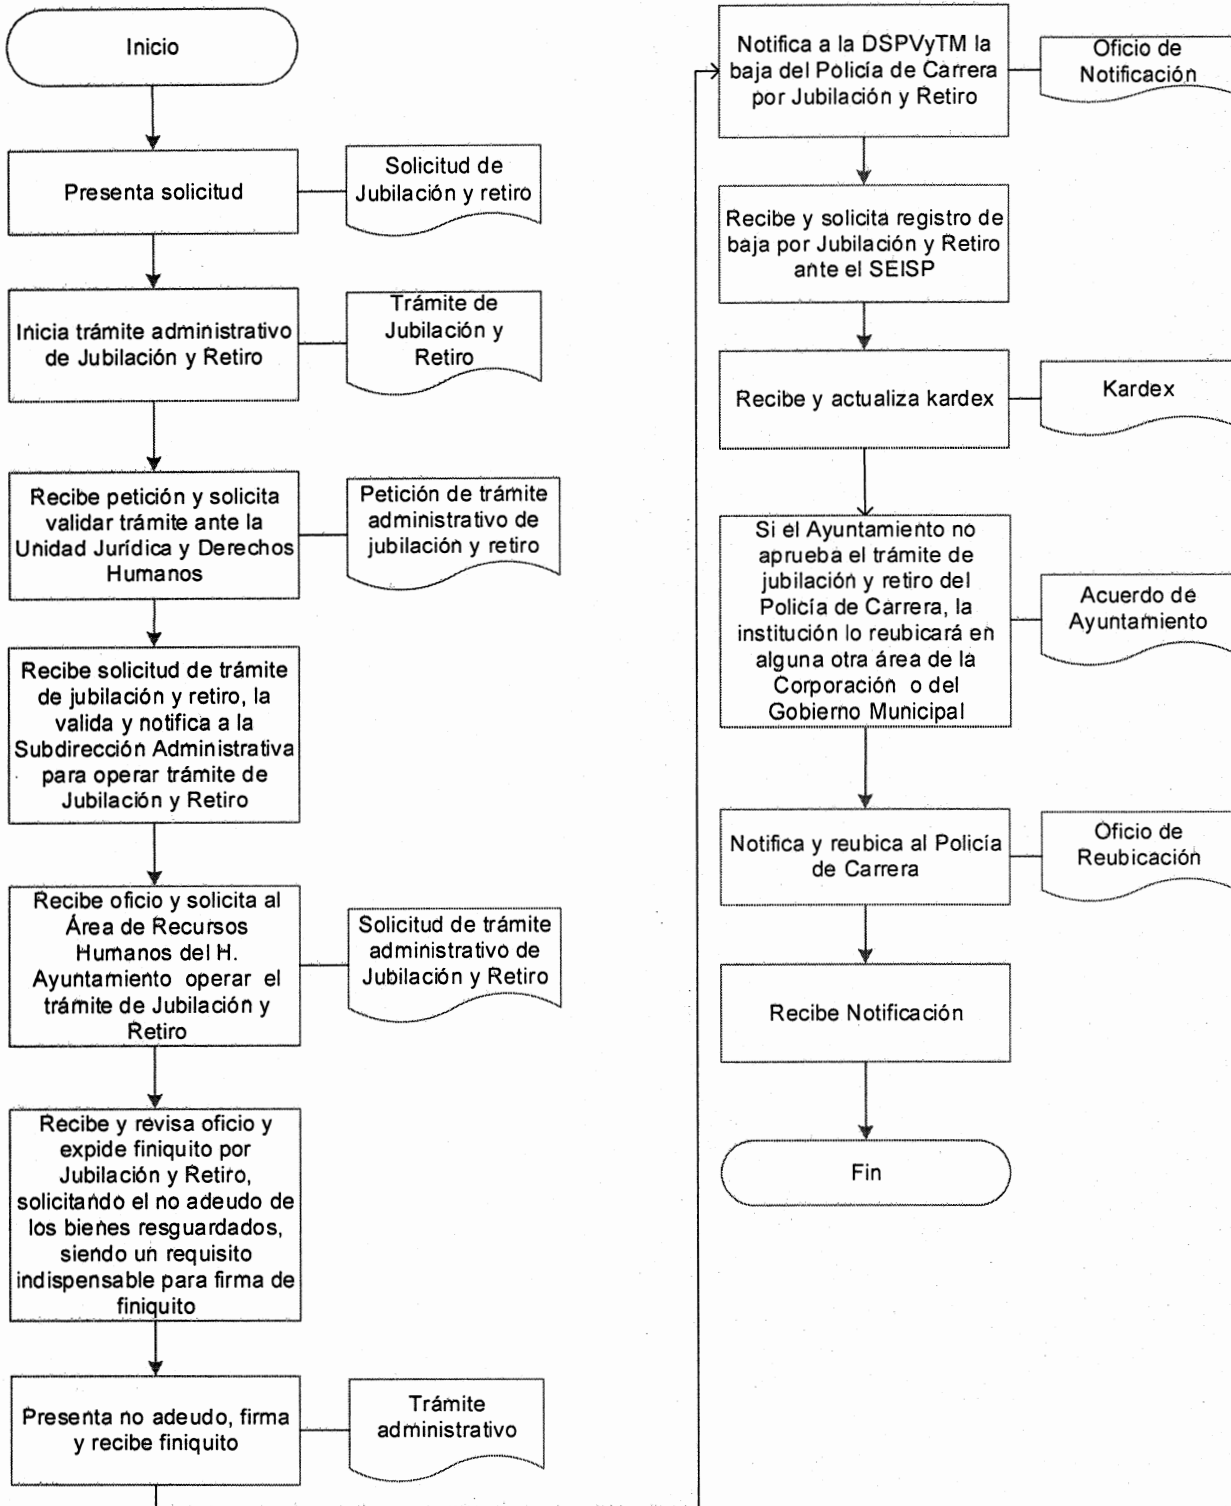 Inicio
Presenta solicitud
Solicitud de
Jubilación y retiro
Inicia trámite administrativo
de Jubilación y Retiro
Trámite de
Jubilación y
Retiro
Recibe petición y solicita
validar trámite ante la
Unidad Jurídica y Derechos
Humanos
Petición de trámite
administrativo de
jubilación y retiro
Recibe solicitud de trámite
de jubilación y retiro, la
valida y notifica a la
Subdirección Administrativa
para operar trámite de
Jubilación y Retiro
Recibe oficio y solicita al
Área de Recursos
Humanos del H.
Ayuntamiento operar el
trámite de Jubilación y
Retiro
Solicitud de trámite
administrativo de
Jubilación y Retiro
Recibe y revisa oficio y
expide finiquito por
Jubilación y Retiro,
solicitando el no adeudo de
los bienes resguardados,
siendo un requisito
indispensable para firma de
finiquito
Presenta no adeudo, firma
y recibe finiquito
Trámite
administrativo
Notifica a la DSPVyTM la
baja del Policía de Carrera
por Jubilación y Retiro
Oficio de
Notificación
Recibe y solicita registro de
baja por Jubilación y Retiro
ante el SEISP
Recibe y actualiza kardex
Kardex
Si el Ayuntamiento no
aprueba el trámite de
jubilación y retiro del
Policía de Carrera, la
institución lo reubicará en
alguna otra área de la
Corporación o del
Gobierno Municipal
Acuerdo de
Ayuntamiento
Notifica y reubica al Policía
de Carrera
Oficio de
Reubicación
Recibe Notificación
Fin